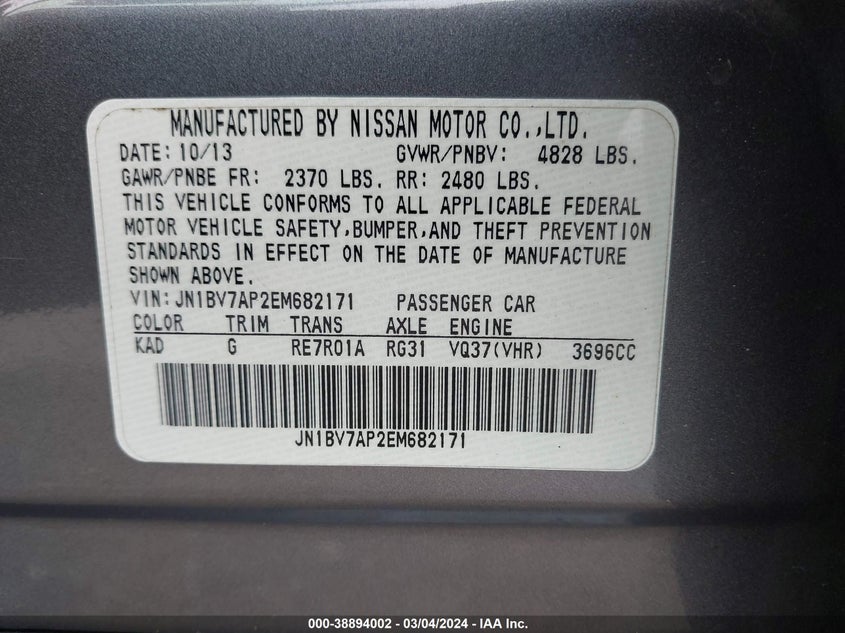 MANUFACTURED BY NISSAN MOTOR CO.,LTD.
DATE: 10/13 GVWR/PNBV: 4828 LBS.
GAWR/PNBE FR: 2370 LBS. RR: 2480 LBS.
THIS VEHICLE CONFORMS TO ALL APPLICABLE FEDERAL
MOTOR VEHICLE SAFETY,BUMPER,AND THEFT PREVENTION
STANDARDS IN EFFECT ON THE DATE OF MANUFACTURE
SHOWN ABOVE.
VIN: JN1BV7AP2EM682171 PASSENGER CAR
COLOR TRIM TRANS AXLE ENGINE
KAD G RE7R01A RG31 VQ37(VHR) 3696CC
JN1BV7AP2EM682171
000-38894002 — 03/04/2024 — IAA Inc.